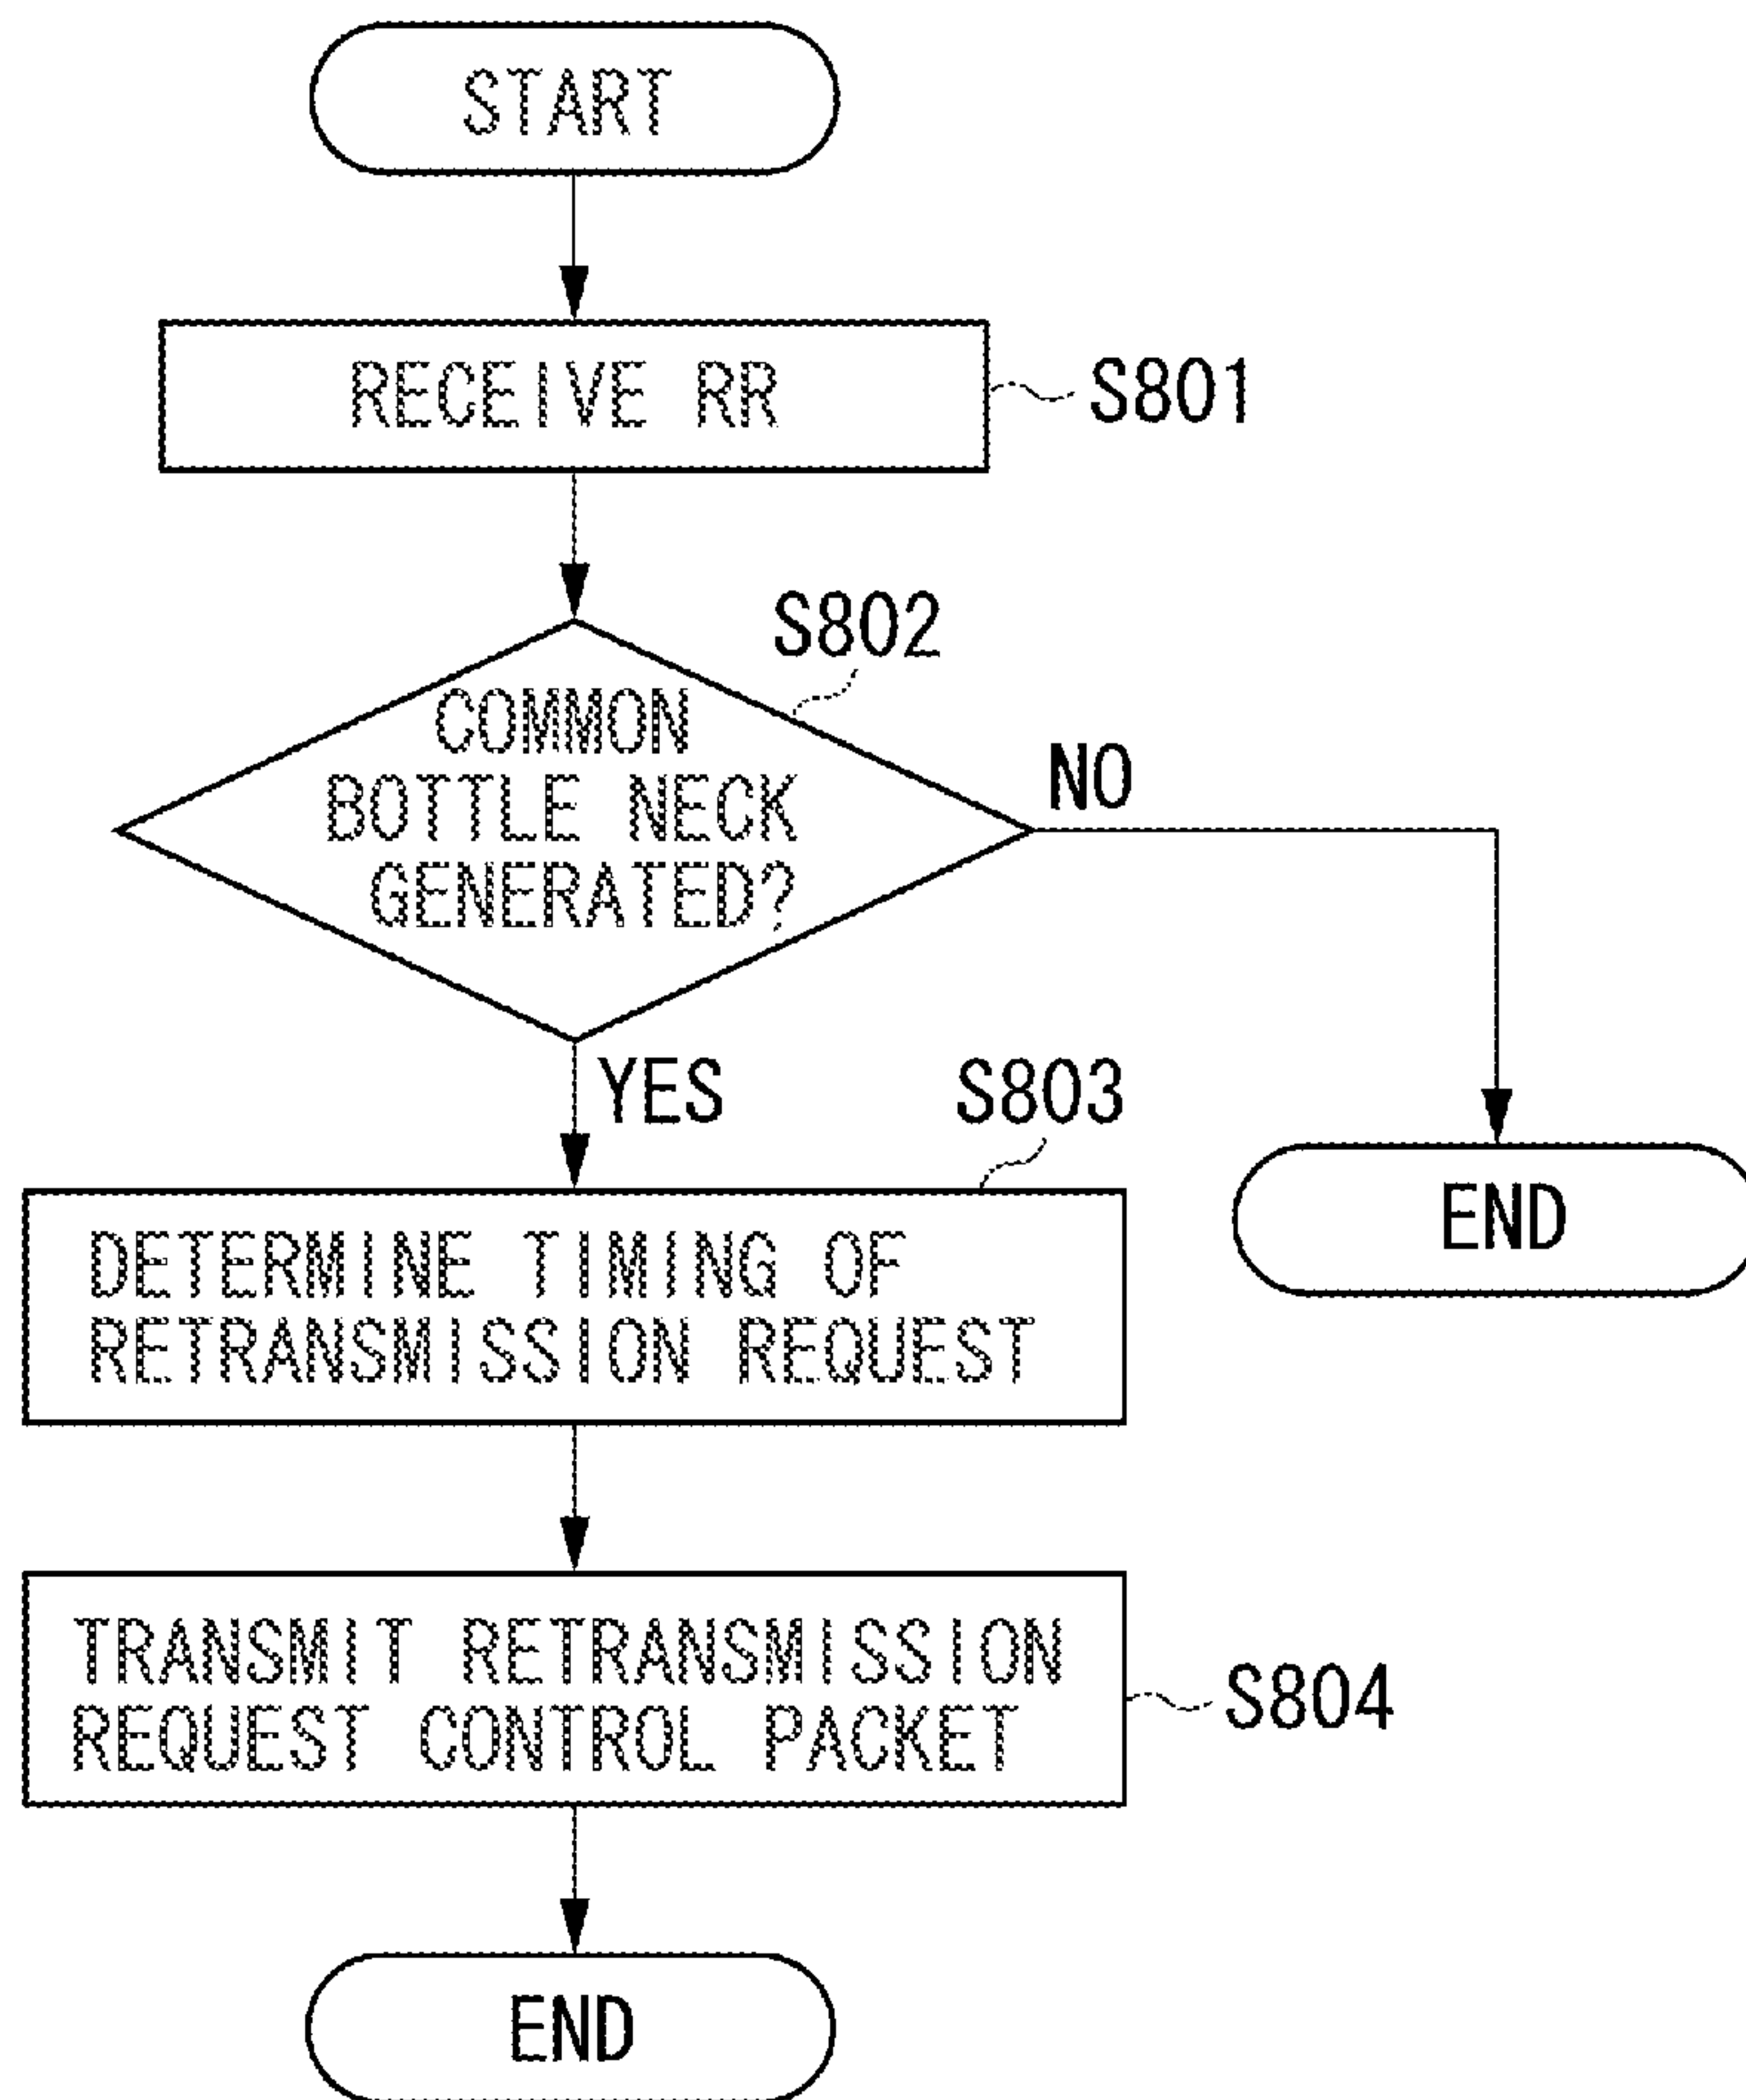 START
RECEIVE RR
S801
S802
COMMON
BOTTLE NECK
GENERATED?
NO
YES
S803
END
DETERMINE TIMING OF
RETRANSMISSION REQUEST
TRANSMIT RETRANSMISSION
REQUEST CONTROL PACKET
S804
END